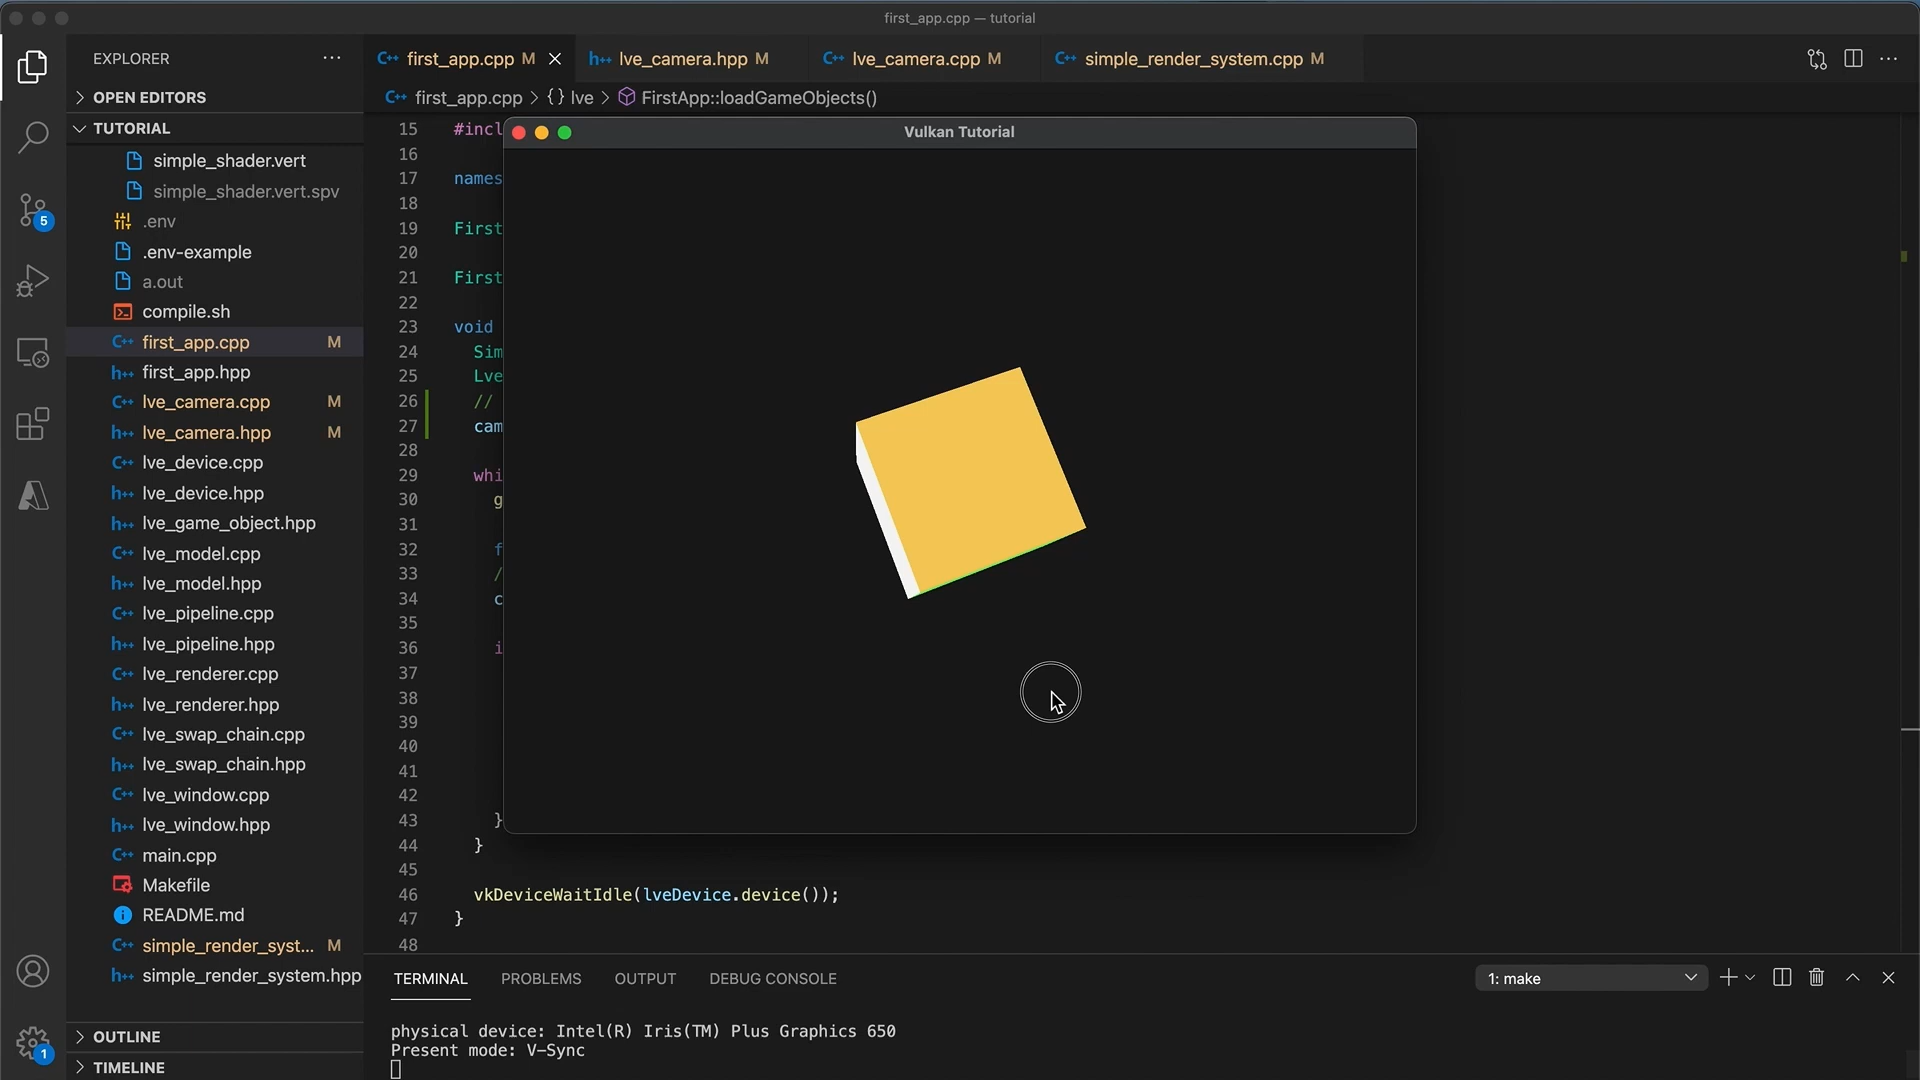 first_app.cpp — tutorial
EXPLORER
first_app.cpp M
lve_camera.hpp M
lve_camera.cpp M
simple_render_system.cpp M
OPEN EDITORS
first_app.cpp > {} lve > FirstApp::loadGameObjects()
TUTORIAL
simple_shader.vert
simple_shader.vert.spv
.env
.env-example
a.out
compile.sh
first_app.cpp M
first_app.hpp
lve_camera.cpp M
lve_camera.hpp M
lve_device.cpp
lve_device.hpp
lve_game_object.hpp
lve_model.cpp
lve_model.hpp
lve_pipeline.cpp
lve_pipeline.hpp
lve_renderer.cpp
lve_renderer.hpp
lve_swap_chain.cpp
lve_swap_chain.hpp
lve_window.cpp
lve_window.hpp
main.cpp
Makefile
README.md
simple_render_syst... M
simple_render_system.hpp
OUTLINE
TIMELINE
5
1
Vulkan Tutorial
15 #incl
16
17 names
18
19 First
20
21 First
22
23 void
24 Sim
25 Lve
26 //
27 cam
28
29 whi
30 g
31
32 f
33 /
34 c
35
36 i
37
38
39
40
41
42
43 }
44 }
45
46 vkDeviceWaitIdle(lveDevice.device());
47 }
48
TERMINAL
PROBLEMS
OUTPUT
DEBUG CONSOLE
1: make
physical device: Intel(R) Iris(TM) Plus Graphics 650
Present mode: V-Sync